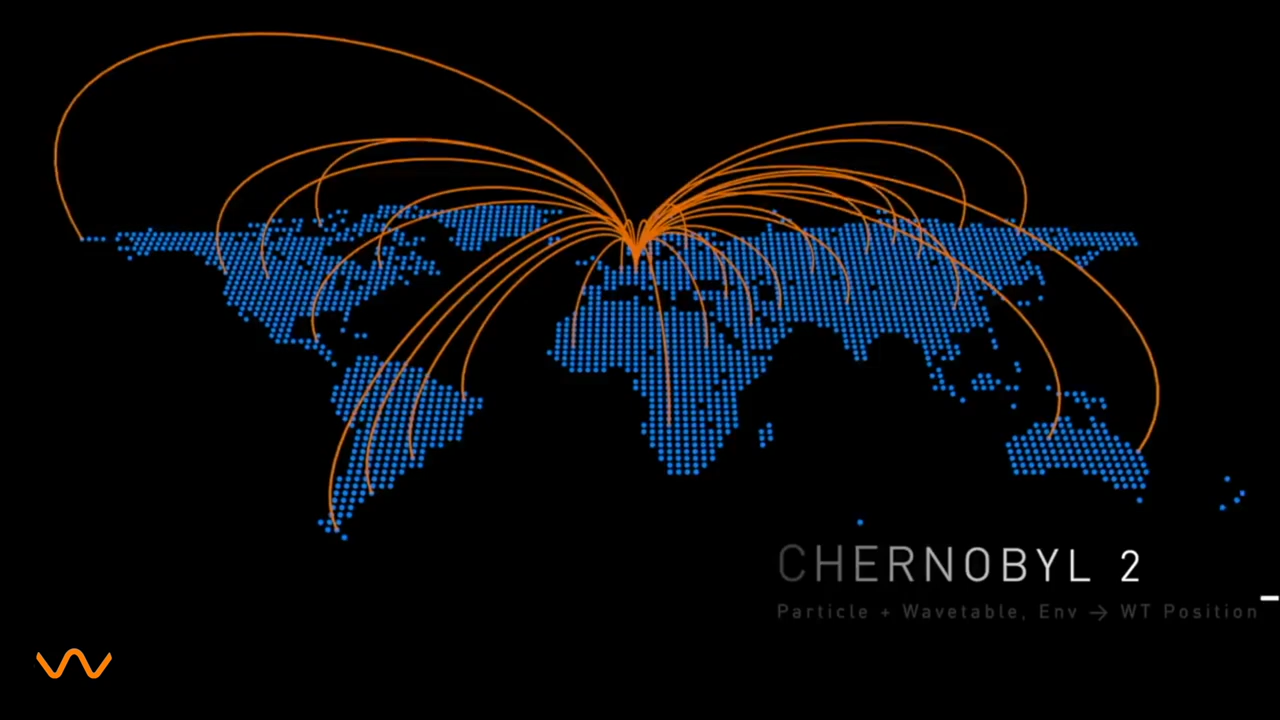 CHERNOBYL 2
Particle + Wavetable, Env → WT Position